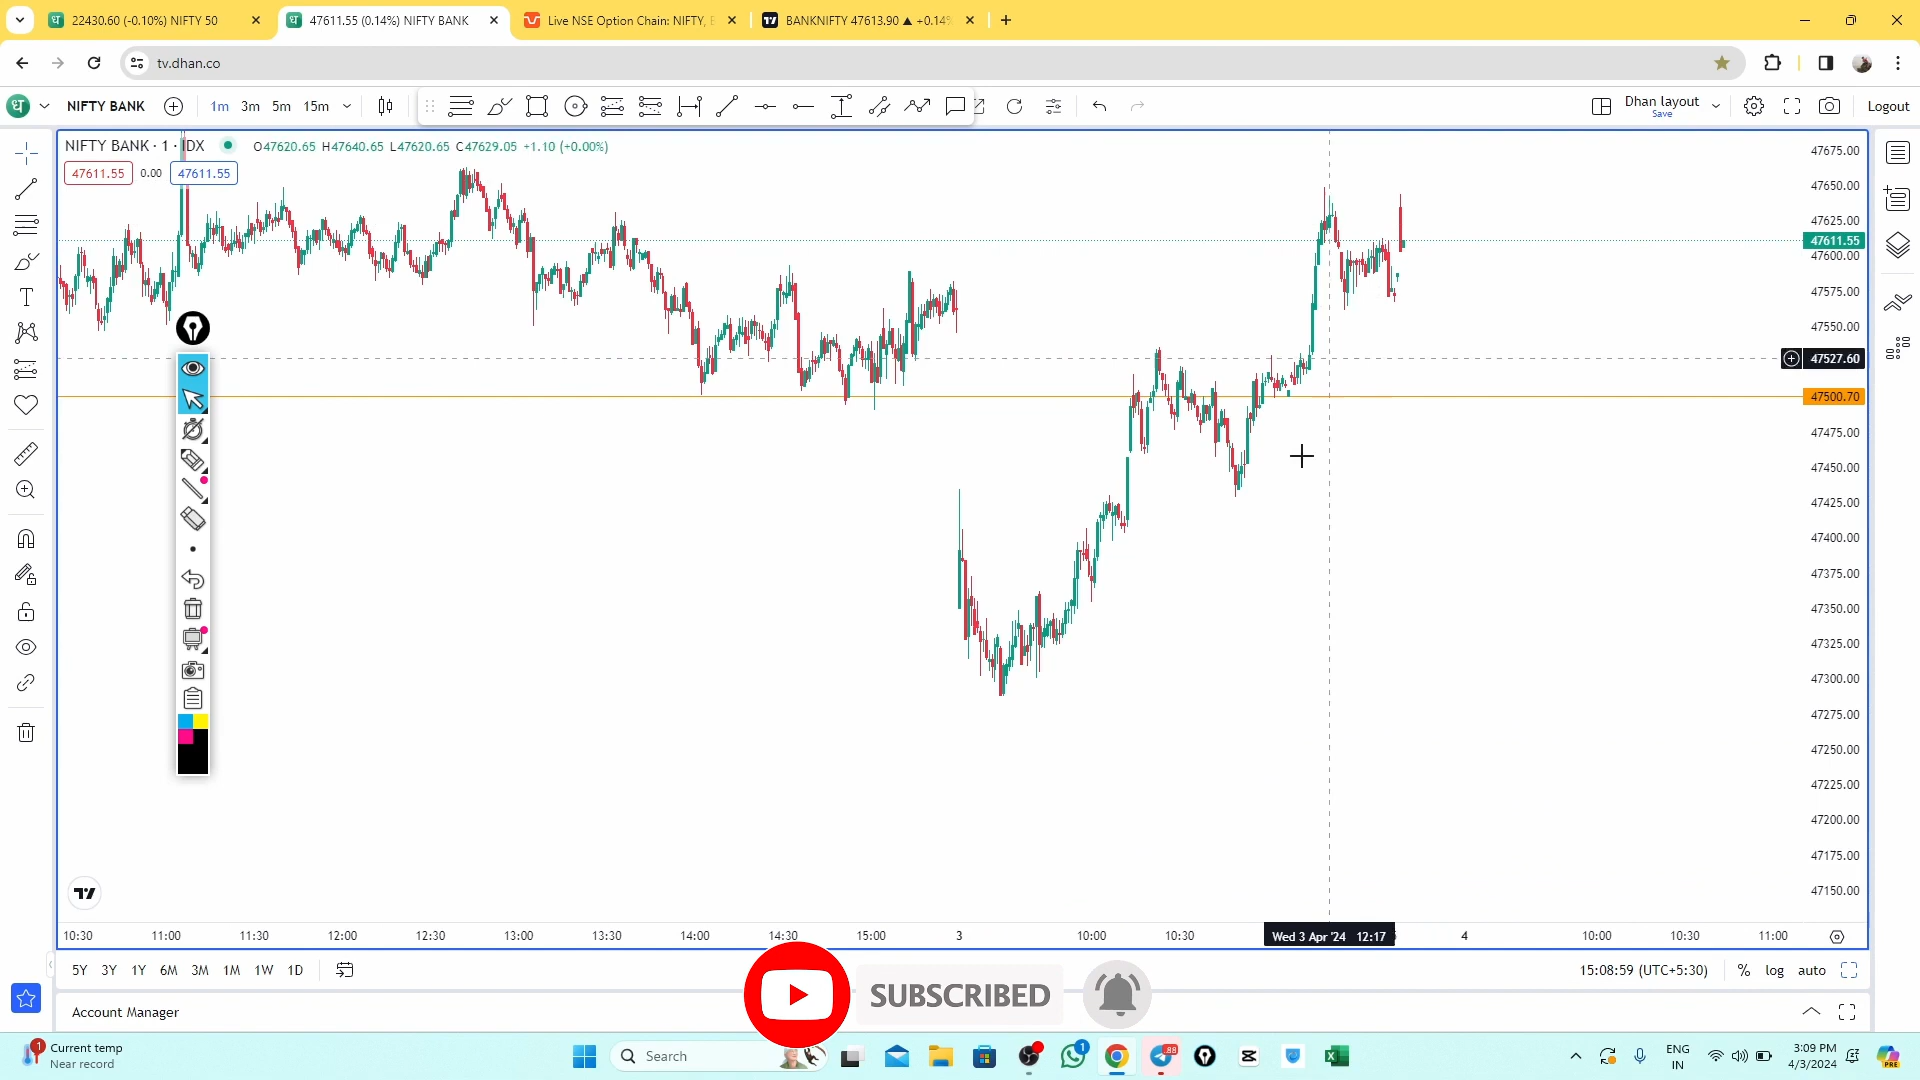 22430.60 (-0.10%) NIFTY 50
47611.55 (0.14%) NIFTY BANK
Live NSE Option Chain: NIFTY,
BANKNIFTY 47613.90 ▲ +0.14%
tv.dhan.co
NIFTY BANK
1m 3m 5m 15m
Dhan layout
Save
Logout
NIFTY BANK · 1 · IDX
O47620.65 H47640.65 L47620.65 C47629.05 +1.10 (+0.00%)
47611.55 0.00 47611.55
47675.00
47650.00
47625.00
47611.55
47600.00
47575.00
47550.00
47527.60
47500.70
47475.00
47450.00
47425.00
47400.00
47375.00
47350.00
47325.00
47300.00
47275.00
47250.00
47225.00
47200.00
47175.00
47150.00
10:30 11:00 11:30 12:00 12:30 13:00 13:30 14:00 14:30 15:00 3 10:00 10:30 Wed 3 Apr '24 12:17 4 10:00 10:30 11:00
5Y 3Y 1Y 6M 3M 1M 1W 1D
15:08:59 (UTC+5:30) % log auto
SUBSCRIBED
Account Manager
1
Current temp
Near record
Search
1
88
ENG
IN
3:09 PM
4/3/2024
PRE